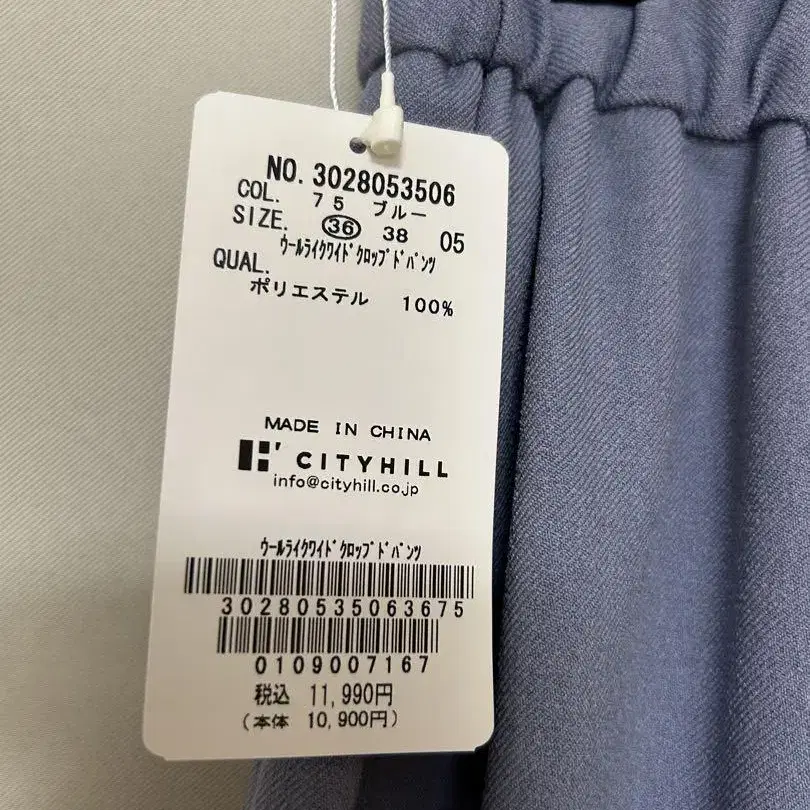 NO. 3028053506
COL. 75 ブルー
SIZE. 36 38 05
ｳｰﾙﾗｲｸﾜｲﾄﾞｸﾛｯﾌﾟﾄﾞﾊﾟﾝﾂ
QUAL.
ポリエステル 100%
MADE IN CHINA
CITYHILL
info@cityhill.co.jp
ｳｰﾙﾗｲｸﾜｲﾄﾞｸﾛｯﾌﾟﾄﾞﾊﾟﾝﾂ
30280535063675
0109007167
税込 11,990円
(本体 10,900円)